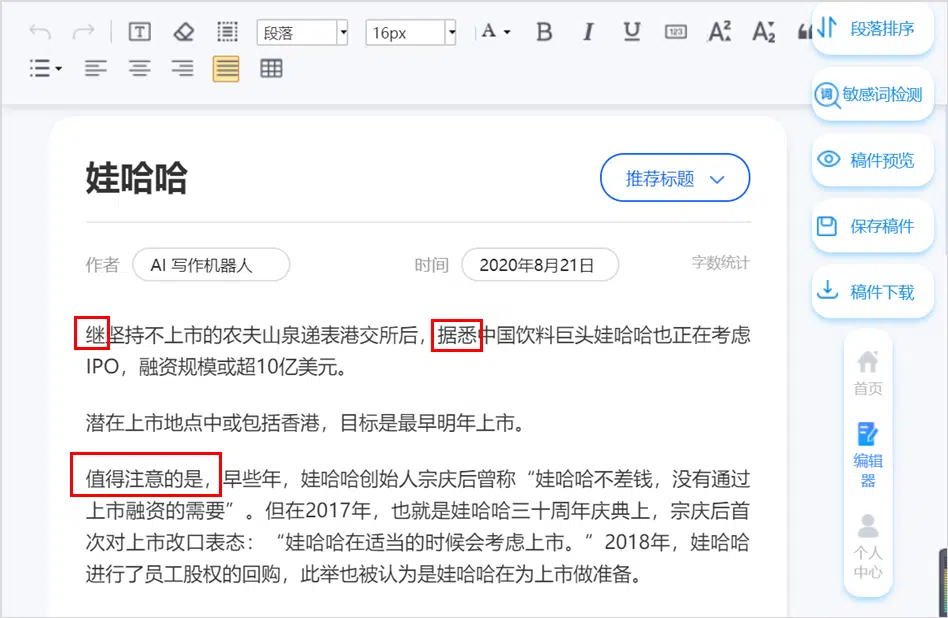 段落 16px A B I U 123 A2 A2
段落排序
敏感词检测
稿件预览
保存稿件
稿件下载
首页
编辑
器
个人
中心
娃哈哈
推荐标题
作者 AI 写作机器人 时间 2020年8月21日 字数统计
继坚持不上市的农夫山泉递表港交所后，据悉中国饮料巨头娃哈哈也正在考虑
IPO，融资规模或超10亿美元。
潜在上市地点中或包括香港，目标是最早明年上市。
值得注意的是，早些年，娃哈哈创始人宗庆后曾称“娃哈哈不差钱，没有通过
上市融资的需要”。但在2017年，也就是娃哈哈三十周年庆典上，宗庆后首
次对上市改口表态：“娃哈哈在适当的时候会考虑上市。”2018年，娃哈哈
进行了员工股权的回购，此举也被认为是娃哈哈在为上市做准备。